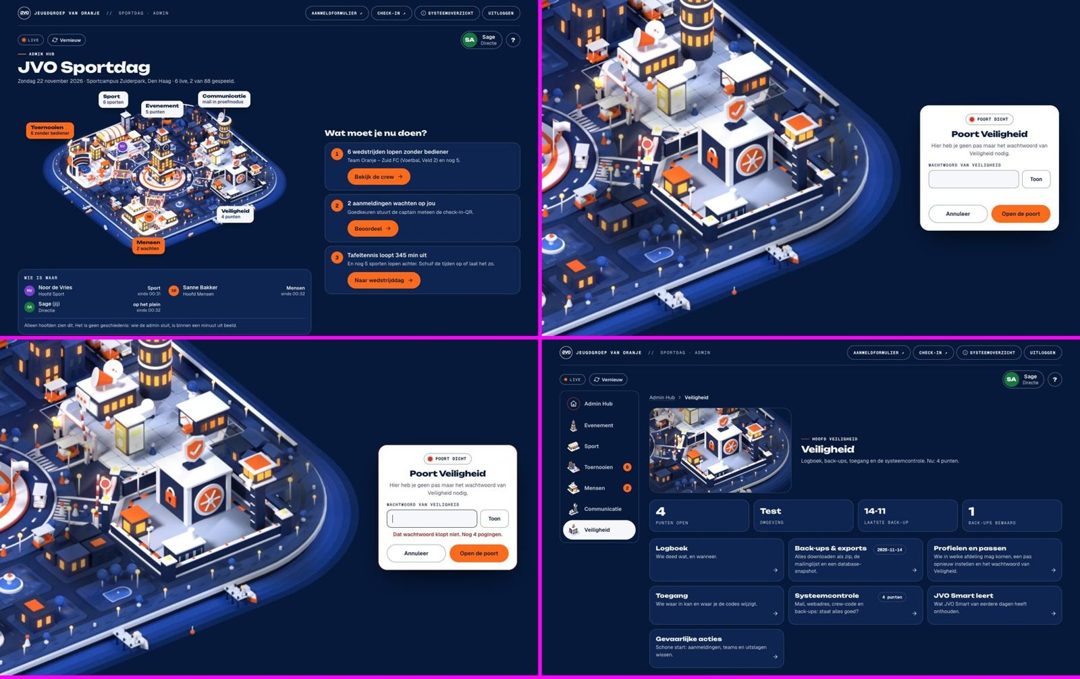 JVO JEUGDGROEP VAN ORANJE // SPORTDAG · ADMIN
AANMELDFORMULIER
CHECK-IN
SYSTEEMOVERZICHT
UITLOGGEN
LIVE
Vernieuw
SA Sage
Directie
?
ADMIN HUB
JVO Sportdag
Zondag 22 november 2026 · Sportcampus Zuiderpark, Den Haag · 6 live, 2 van 88 gespeeld.
Sport
6 sporten
Evenement
5 punten
Communicatie
mail in proefmodus
Toernooien
6 zonder bediener
Veiligheid
4 punten
Mensen
2 wachten
WIE IS WAAR
Noor de Vries
Hoofd Sport
Sport
sinds 00:31
SB Sanne Bakker
Hoofd Mensen
Mensen
sinds 00:32
SA Sage (jij)
Directie
op het plein
sinds 00:32
Alleen hoofden zien dit. Het is geen geschiedenis: wie de admin sluit, is binnen een minuut uit beeld.
Wat moet je nu doen?
1 6 wedstrijden lopen zonder bediener
Team Oranje – Zuid FC (Voetbal, Veld 2) en nog 5.
Bekijk de crew →
2 2 aanmeldingen wachten op jou
Goedkeuren stuurt de captain meteen de check-in-QR.
Beoordeel →
3 Tafeltennis loopt 345 min uit
En nog 5 sporten lopen achter. Schuif de tijden op of laat het zo.
Naar wedstrijddag →
POORT DICHT
Poort Veiligheid
Hier heb je geen pas maar het wachtwoord van
Veiligheid nodig.
WACHTWOORD VAN VEILIGHEID
Toon
Annuleer
Open de poort
POORT DICHT
Poort Veiligheid
Hier heb je geen pas maar het wachtwoord van
Veiligheid nodig.
WACHTWOORD VAN VEILIGHEID
Toon
Dat wachtwoord klopt niet. Nog 4 pogingen.
Annuleer
Open de poort
JVO JEUGDGROEP VAN ORANJE // SPORTDAG · ADMIN
AANMELDFORMULIER
CHECK-IN
SYSTEEMOVERZICHT
UITLOGGEN
LIVE
Vernieuw
SA Sage
Directie
?
Admin Hub
Evenement
Sport
Toernooien 6
Mensen 2
Communicatie
Veiligheid
Admin Hub › Veiligheid
HOOFD VEILIGHEID
Veiligheid
Logboek, back-ups, toegang en de systeemcontrole. Nu: 4 punten.
4
PUNTEN OPEN
Test
OMGEVING
14-11
LAATSTE BACK-UP
1
BACK-UPS BEWAARD
Logboek
Wie deed wat, en wanneer.
→
Back-ups & exports 2026-11-14
Alles downloaden als zip, de
mailinglijst en een database-
snapshot.
→
Profielen en passen
Wie in welke afdeling mag komen, een pas
opnieuw instellen en het wachtwoord van
Veiligheid.
→
Toegang
Wie waar in kan en waar je de codes wijzigt.
→
Systeemcontrole 4 punten
Mail, webadres, crew-code en
back-ups: staat alles goed?
→
JVO Smart leert
Wat JVO Smart van eerdere dagen heeft
onthouden.
→
Gevaarlijke acties
Schone start: aanmeldingen, teams en uitslagen
wissen.
→